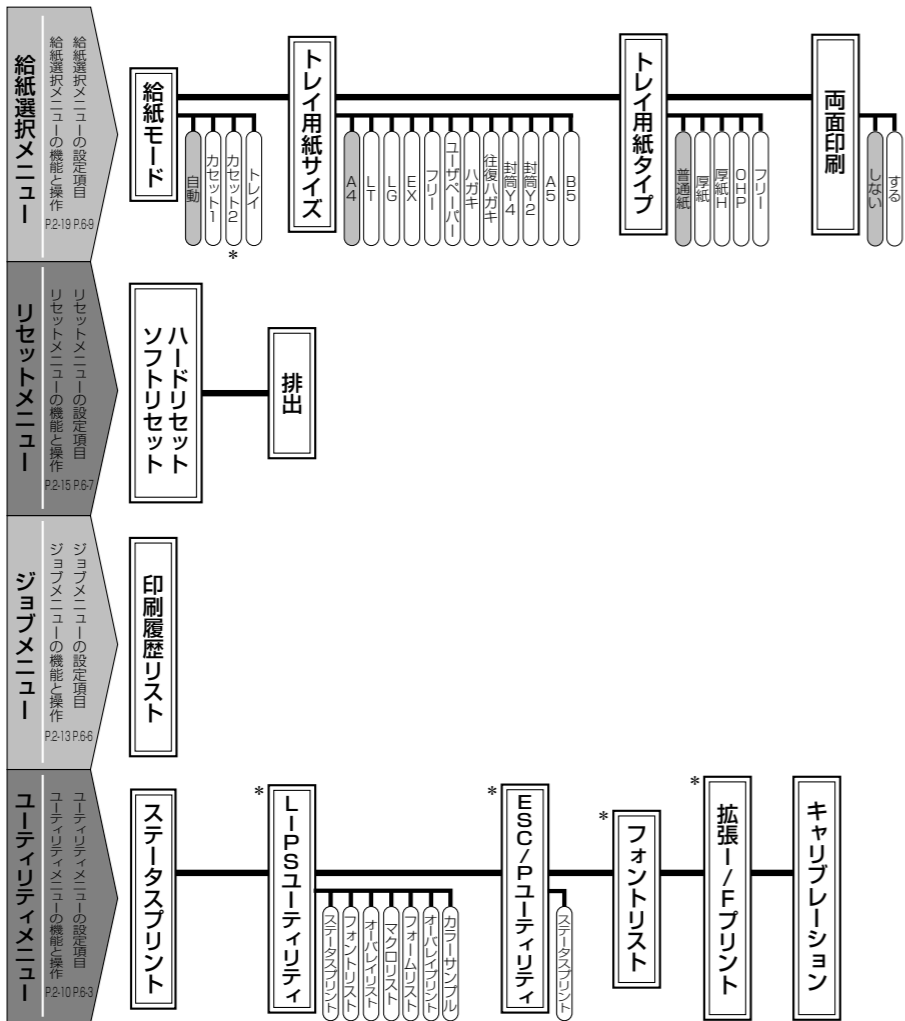 給紙選択メニュー
給紙選択メニューの機能と操作
給紙選択メニューの設定項目
P.2-19 P.6-9
給紙モード
自動
カセット1
カセット2
*
トレイ
トレイ用紙サイズ
A4
LT
LG
EX
フリー
ユーザペーパー
ハガキ
往復ハガキ
封筒Y4
封筒Y2
A5
B5
トレイ用紙タイプ
普通紙
厚紙
厚紙H
OHP
フリー
両面印刷
しない
する
リセットメニュー
リセットメニューの機能と操作
リセットメニューの設定項目
P.2-15 P.6-7
ハードリセット
ソフトリセット
排出
ジョブメニュー
ジョブメニューの機能と操作
ジョブメニューの設定項目
P.2-13 P.6-6
印刷履歴リスト
ユーティリティメニュー
ユーティリティメニューの機能と操作
ユーティリティメニューの設定項目
P.2-10 P.6-3
ステータスプリント
*
LIPSユーティリティ
ステータスプリント
フォントリスト
オーバレイリスト
マクロリスト
フォームリスト
オーバレイプリント
カラーサンプル
*
ESC/Pユーティリティ
ステータスプリント
*
フォントリスト
*
拡張I/Fプリント
キャリブレーション